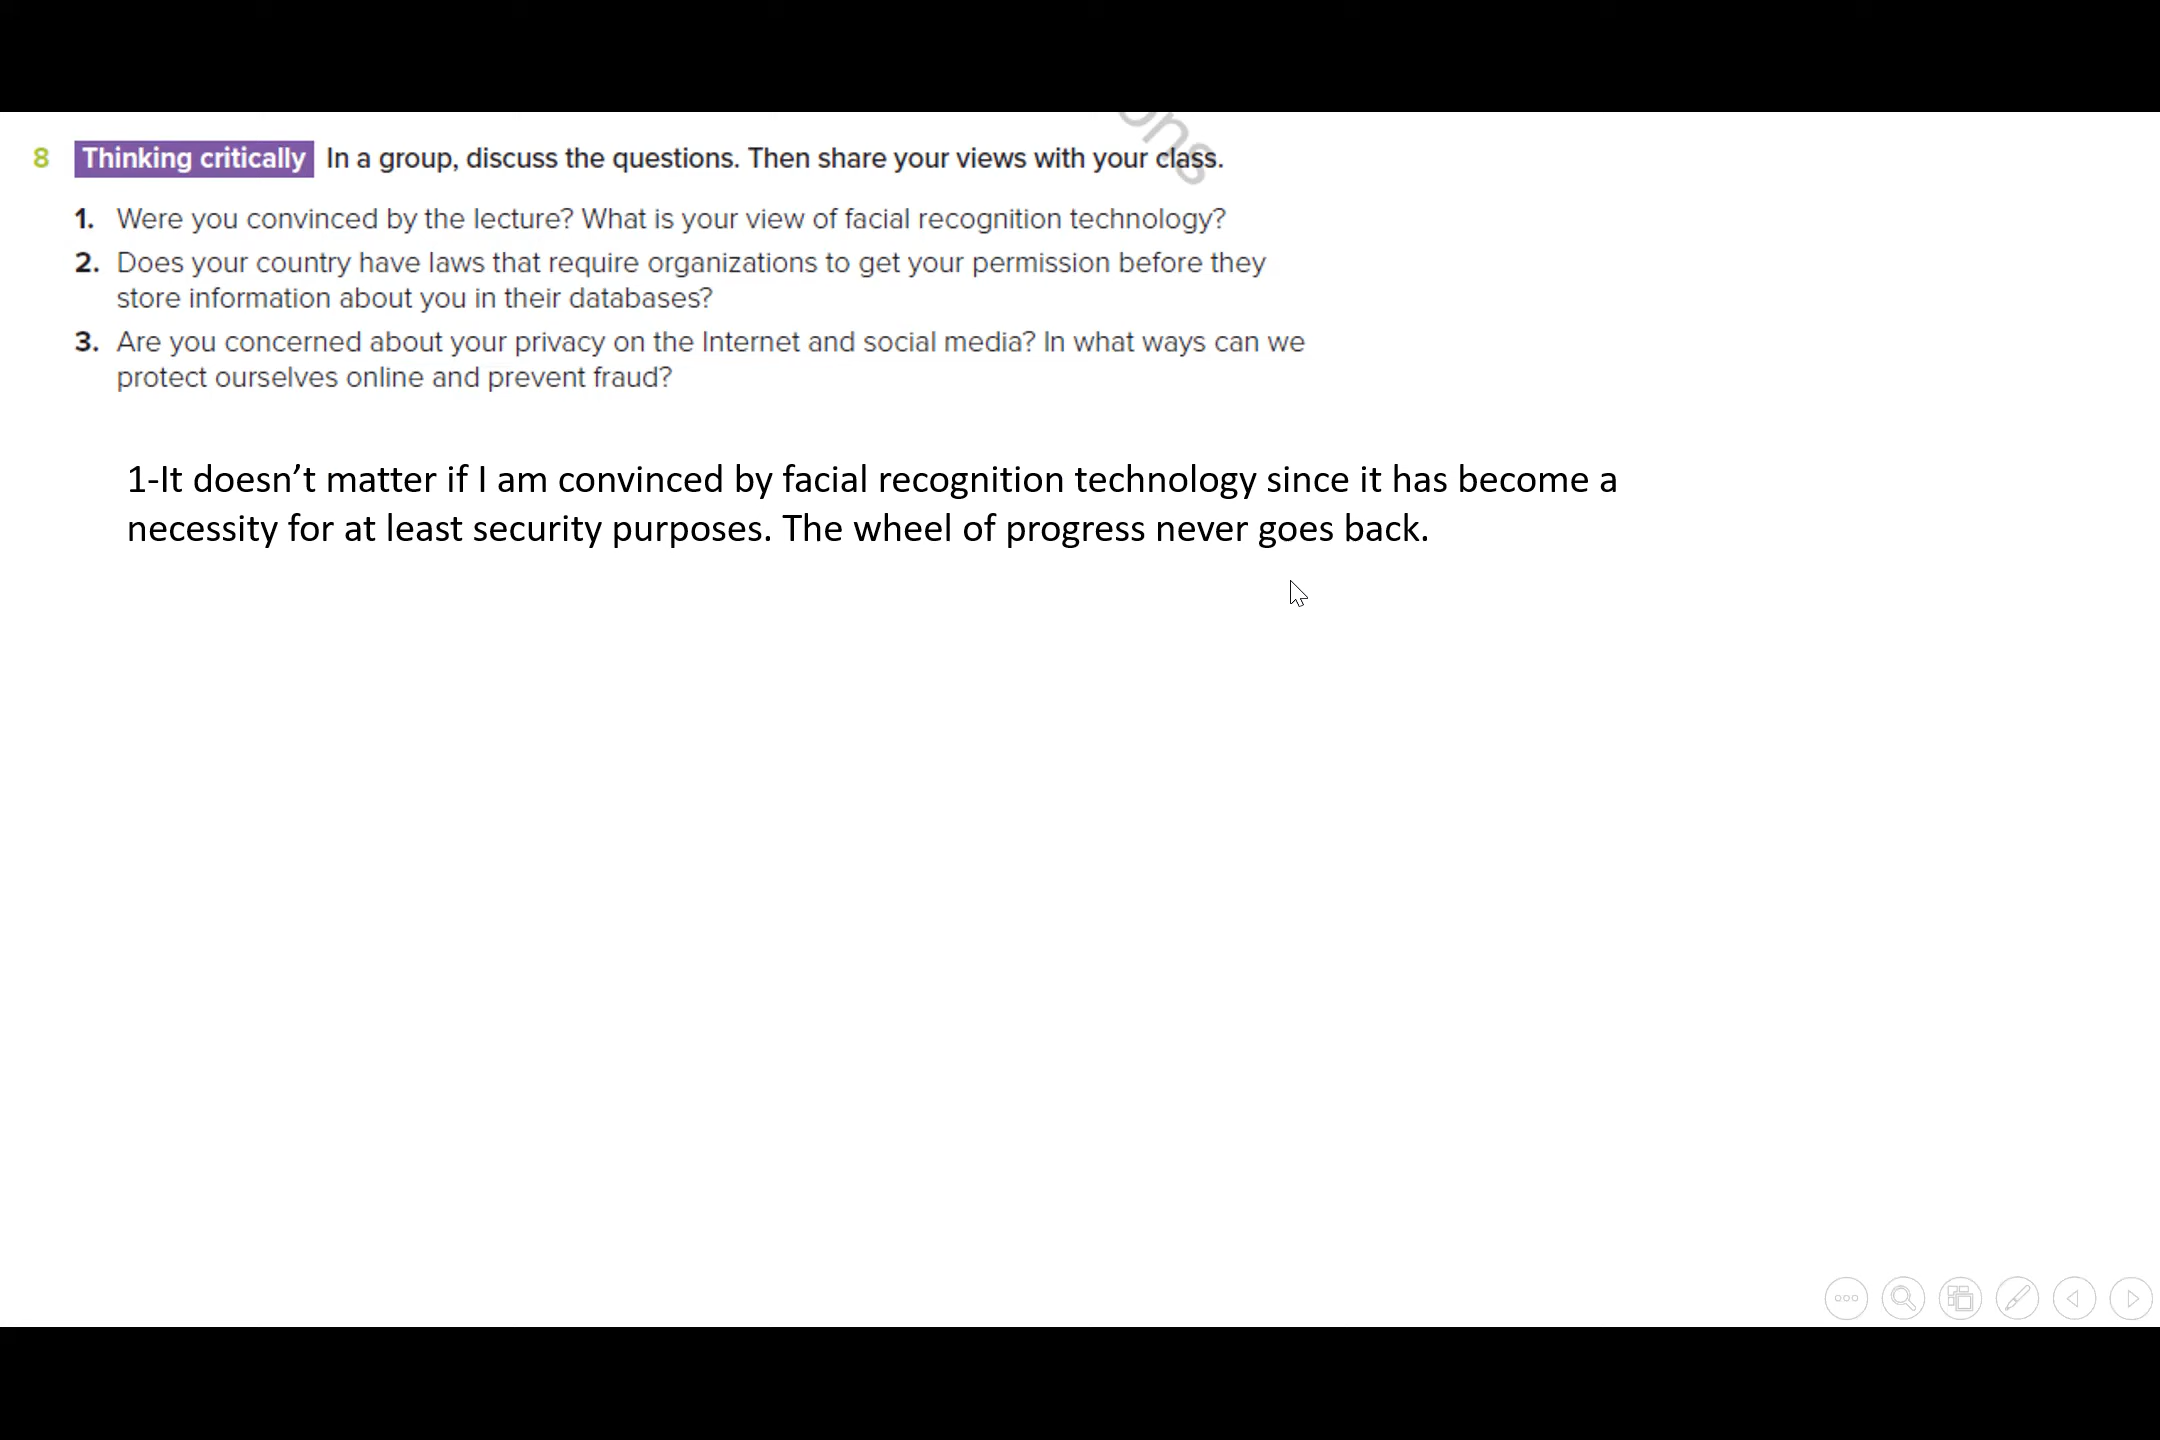 8 Thinking critically In a group, discuss the questions. Then share your views with your class.
1. Were you convinced by the lecture? What is your view of facial recognition technology?
2. Does your country have laws that require organizations to get your permission before they
store information about you in their databases?
3. Are you concerned about your privacy on the Internet and social media? In what ways can we
protect ourselves online and prevent fraud?
1-It doesn’t matter if I am convinced by facial recognition technology since it has become a
necessity for at least security purposes. The wheel of progress never goes back.